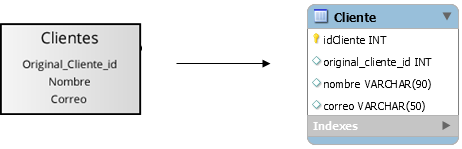 Clientes
Original_Cliente_id
Nombre
Correo
Cliente
idCliente INT
original_cliente_id INT
nombre VARCHAR(90)
correo VARCHAR(50)
Indexes